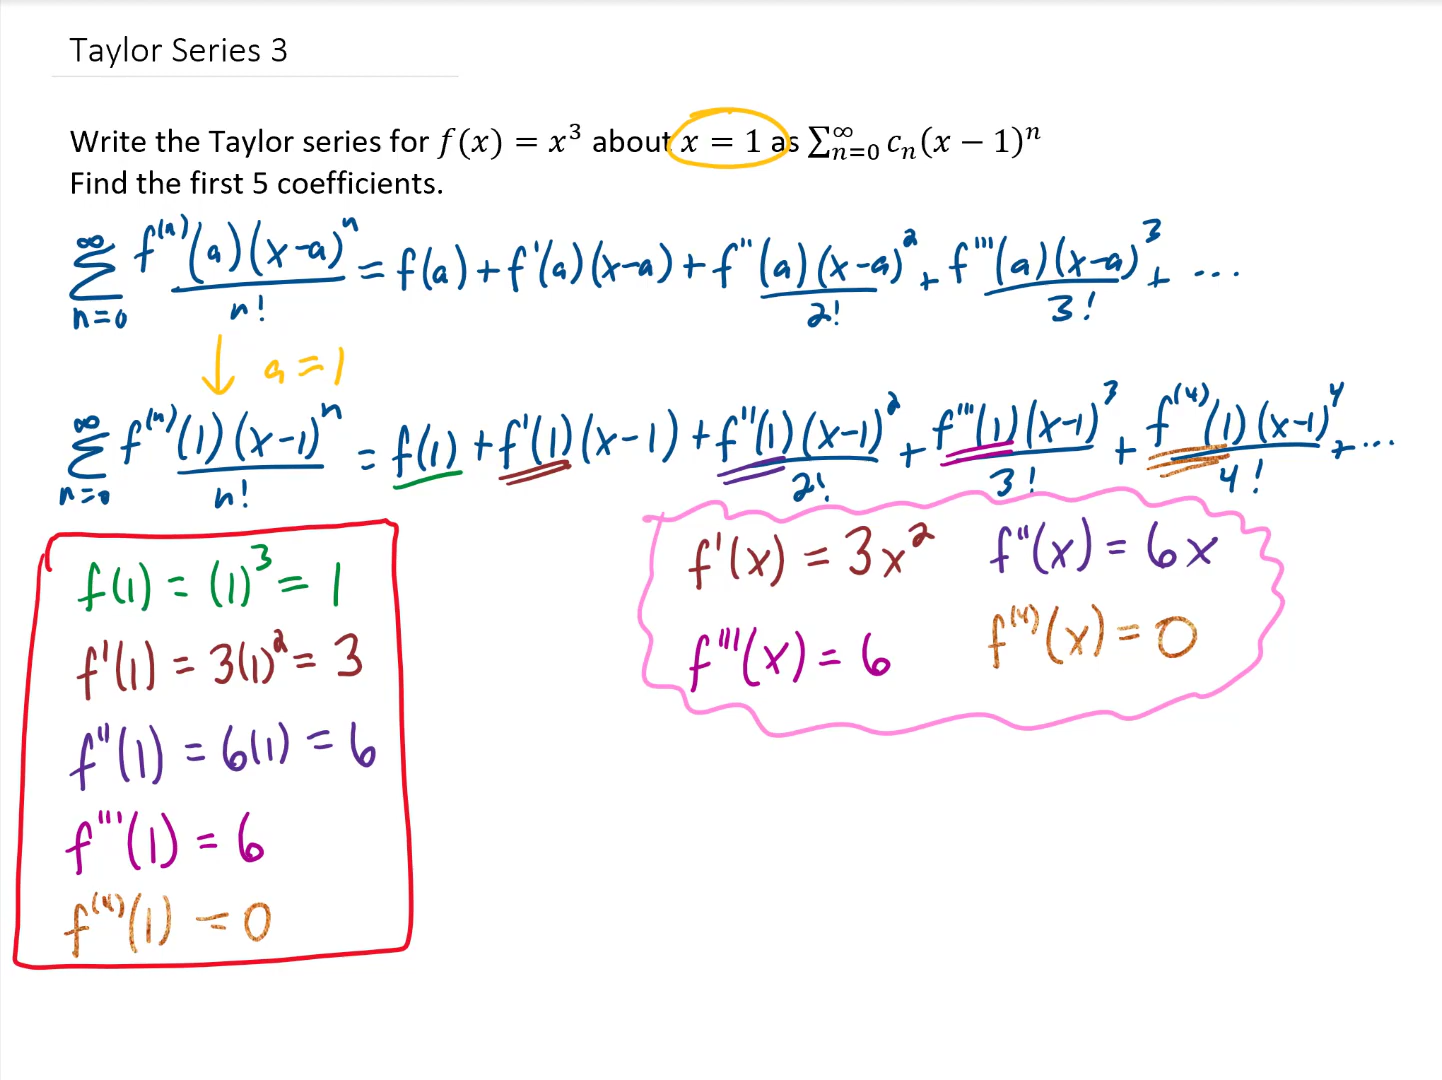 Taylor Series 3
Write the Taylor series for f(x) = x³ about x = 1 as ∑_{n=0}^{∞} cₙ(x − 1)ⁿ
Find the first 5 coefficients.
∑_{n=0}^{∞} f⁽ⁿ⁾(a)(x-a)ⁿ/n! = f(a) + f'(a)(x-a) + f''(a)(x-a)²/2! + f'''(a)(x-a)³/3! + ...
↓ a = 1
∑_{n=0}^{∞} f⁽ⁿ⁾(1)(x-1)ⁿ/n! = f(1) + f'(1)(x-1) + f''(1)(x-1)²/2! + f'''(1)(x-1)³/3! + f⁽⁴⁾(1)(x-1)⁴/4! + ...
f(1) = (1)³ = 1
f'(1) = 3(1)² = 3
f''(1) = 6(1) = 6
f'''(1) = 6
f⁽⁴⁾(1) = 0
f'(x) = 3x² f''(x) = 6x
f'''(x) = 6 f⁽⁴⁾(x) = 0